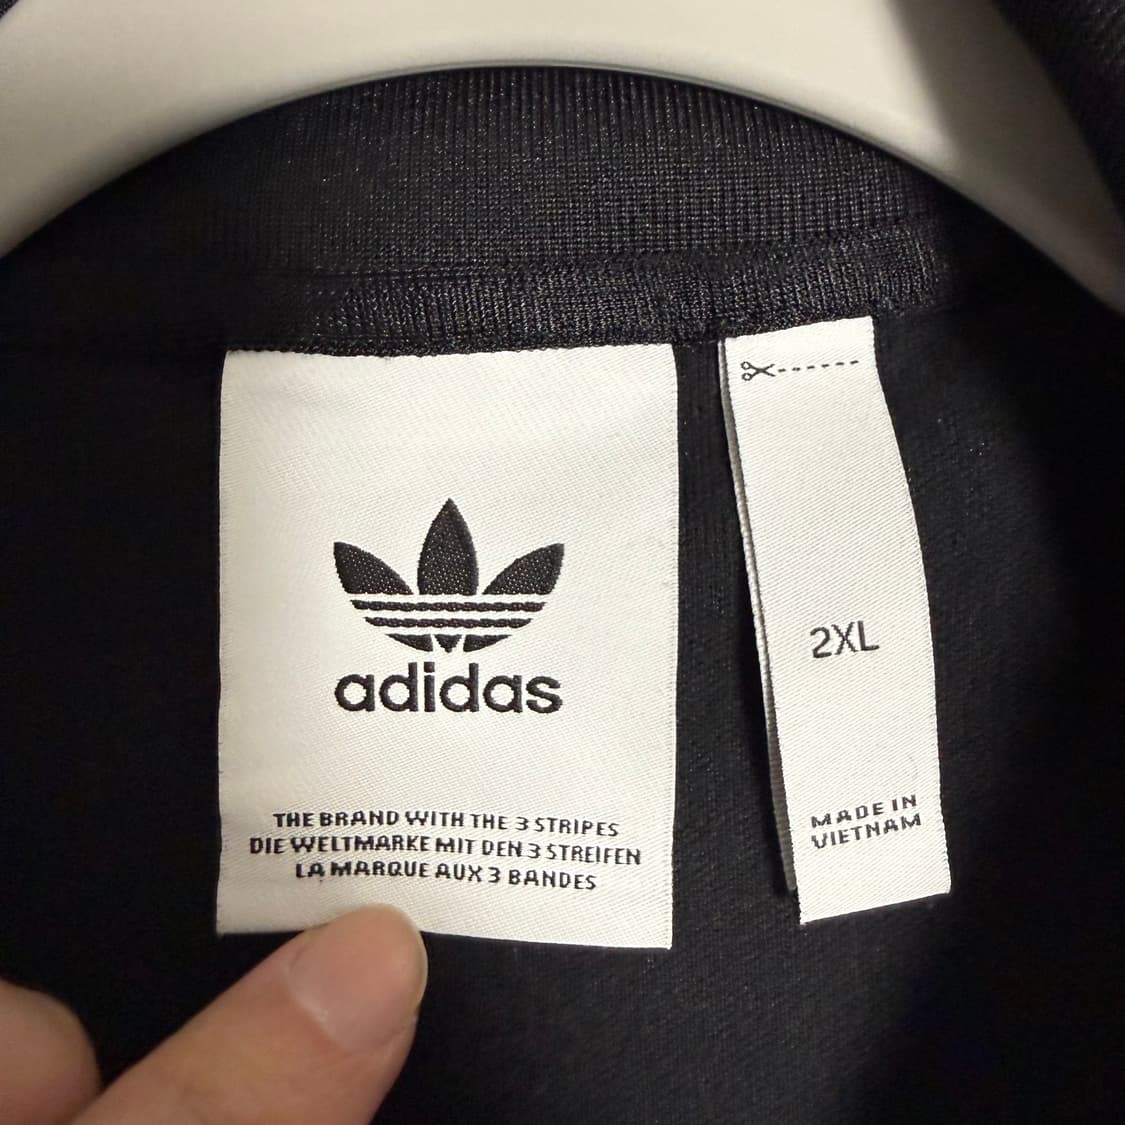 adidas
THE BRAND WITH THE 3 STRIPES
DIE WELTMARKE MIT DEN 3 STREIFEN
LA MARQUE AUX 3 BANDES
2XL
MADE IN
VIETNAM